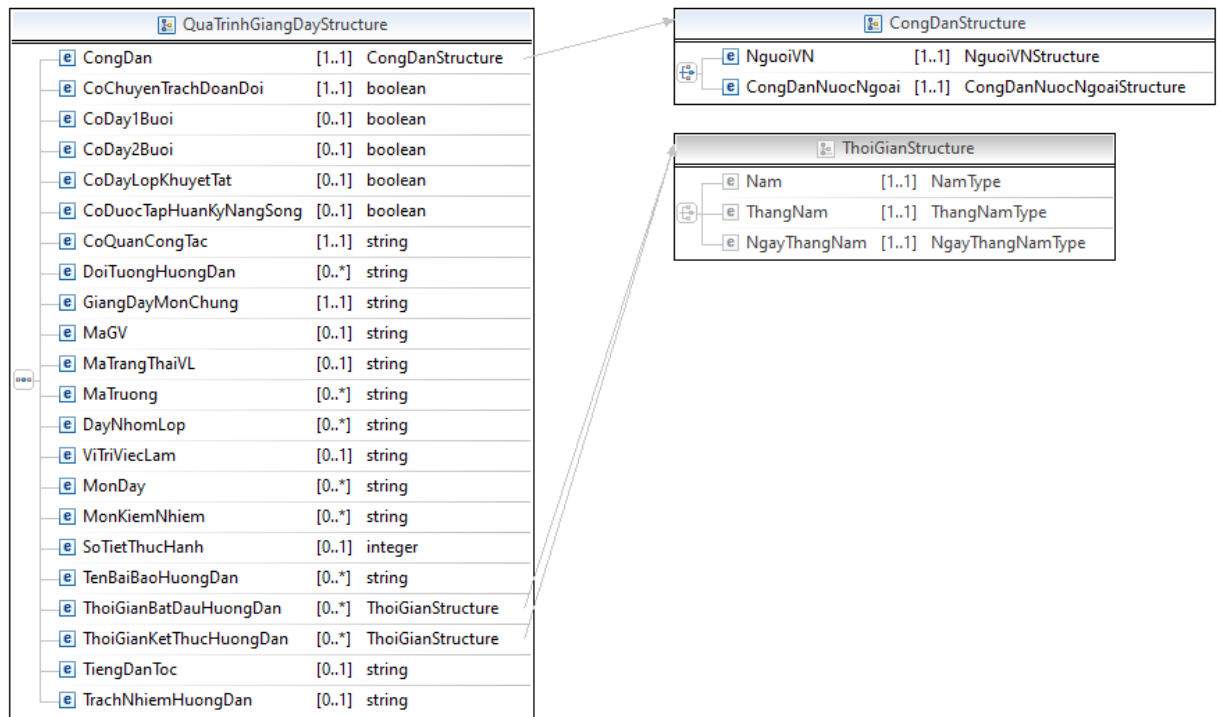 QuaTrinhGiangDayStructure
CongDan [1..1] CongDanStructure
CoChuyenTrachDoanDoi [1..1] boolean
CoDay1Buoi [0..1] boolean
CoDay2Buoi [0..1] boolean
CoDayLopKhuyetTat [0..1] boolean
CoDuocTapHuanKyNangSong [0..1] boolean
CoQuanCongTac [1..1] string
DoiTuongHuongDan [0..*] string
GiangDayMonChung [1..1] string
MaGV [0..1] string
MaTrangThaiVL [0..1] string
MaTruong [0..*] string
DayNhomLop [0..*] string
ViTriViecLam [0..1] string
MonDay [0..*] string
MonKiemNhiem [0..*] string
SoTietThucHanh [0..1] integer
TenBaiBaoHuongDan [0..*] string
ThoiGianBatDauHuongDan [0..*] ThoiGianStructure
ThoiGianKetThucHuongDan [0..*] ThoiGianStructure
TiengDanToc [0..1] string
TrachNhiemHuongDan [0..1] string
CongDanStructure
NguoiVN [1..1] NguoiVNStructure
CongDanNuocNgoai [1..1] CongDanNuocNgoaiStructure
ThoiGianStructure
Nam [1..1] NamType
ThangNam [1..1] ThangNamType
NgayThangNam [1..1] NgayThangNamType